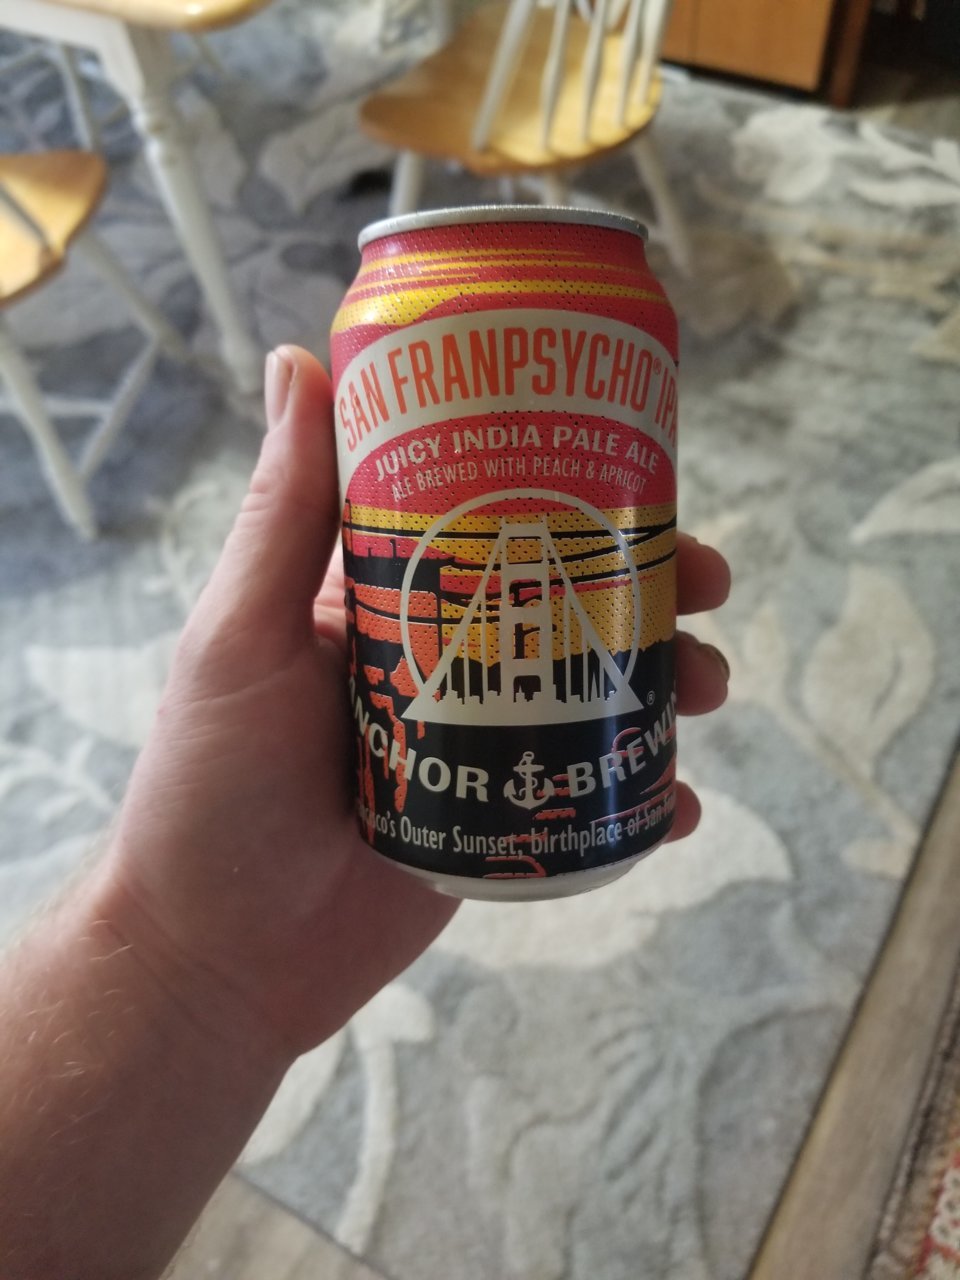 SAN FRANPSYCHO® IPA
JUICY INDIA PALE ALE
ALE BREWED WITH PEACH & APRICOT
®
ANCHOR BREWIN
Outer Sunset, birthplace of San